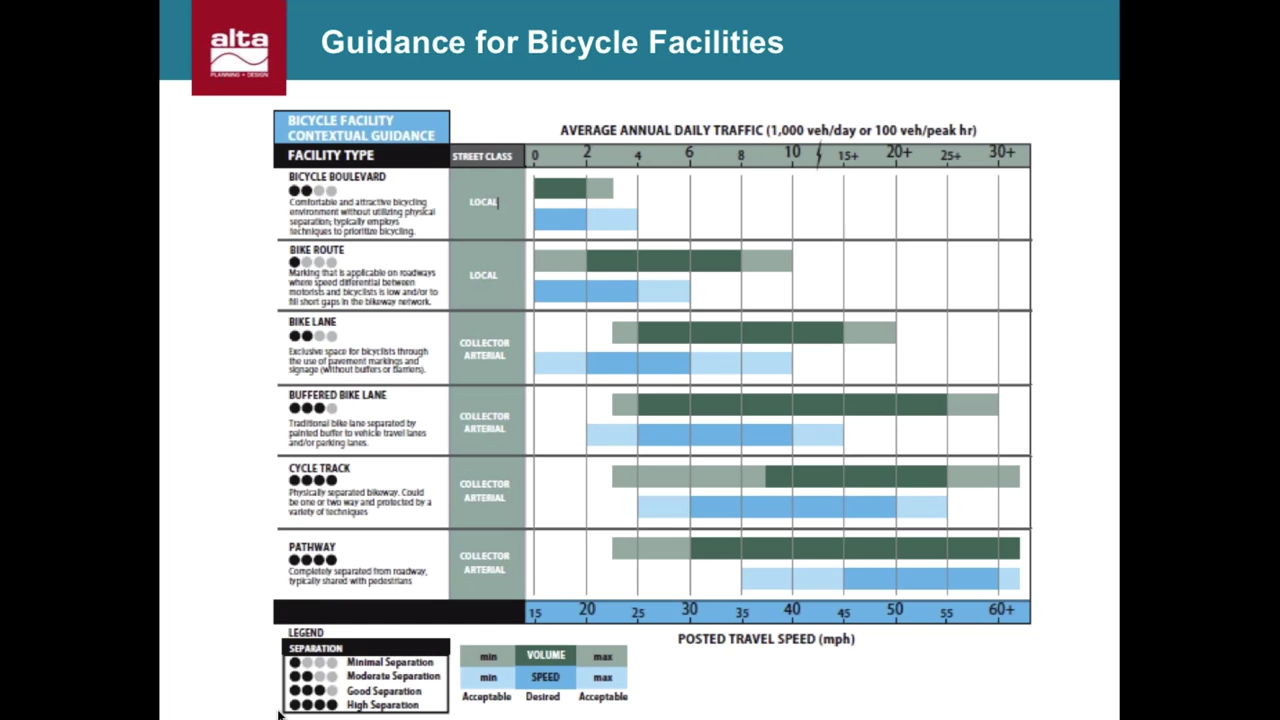 alta
PLANNING + DESIGN
Guidance for Bicycle Facilities
BICYCLE FACILITY
CONTEXTUAL GUIDANCE
AVERAGE ANNUAL DAILY TRAFFIC (1,000 veh/day or 100 veh/peak hr)
FACILITY TYPE STREET CLASS 0 2 4 6 8 10 15+ 20+ 25+ 30+
BICYCLE BOULEVARD
Comfortable and attractive bicycling
environment without utilizing physical
separation; typically employs
techniques to prioritize bicycling.
LOCAL
BIKE ROUTE
Marking that is applicable on roadways
where speed differential between
motorists and bicyclists is low and/or to
fill short gaps in the bikeway network.
LOCAL
BIKE LANE
Exclusive space for bicyclists through
the use of pavement markings and
signage (without buffers or barriers).
COLLECTOR
ARTERIAL
BUFFERED BIKE LANE
Traditional bike lane separated by
painted buffer to vehicle travel lanes
and/or parking lanes.
COLLECTOR
ARTERIAL
CYCLE TRACK
Physically separated bikeway. Could
be one or two way and protected by a
variety of techniques
COLLECTOR
ARTERIAL
PATHWAY
Completely separated from roadway,
typically shared with pedestrians
COLLECTOR
ARTERIAL
15 20 25 30 35 40 45 50 55 60+
POSTED TRAVEL SPEED (mph)
LEGEND
SEPARATION
Minimal Separation
Moderate Separation
Good Separation
High Separation
min VOLUME max
min SPEED max
Acceptable Desired Acceptable